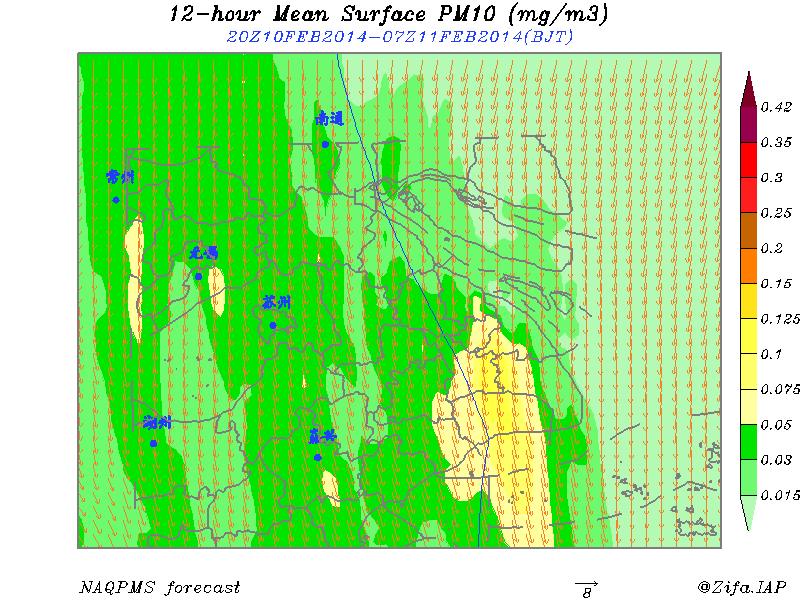 12-hour Mean Surface PM10 (mg/m3)
20Z10FEB2014-07Z11FEB2014(BJT)
南通
常州
无锡
苏州
湖州
嘉兴
0.42
0.35
0.3
0.25
0.2
0.15
0.125
0.1
0.075
0.05
0.03
0.015
NAQPMS forecast
8
@Zifa.IAP